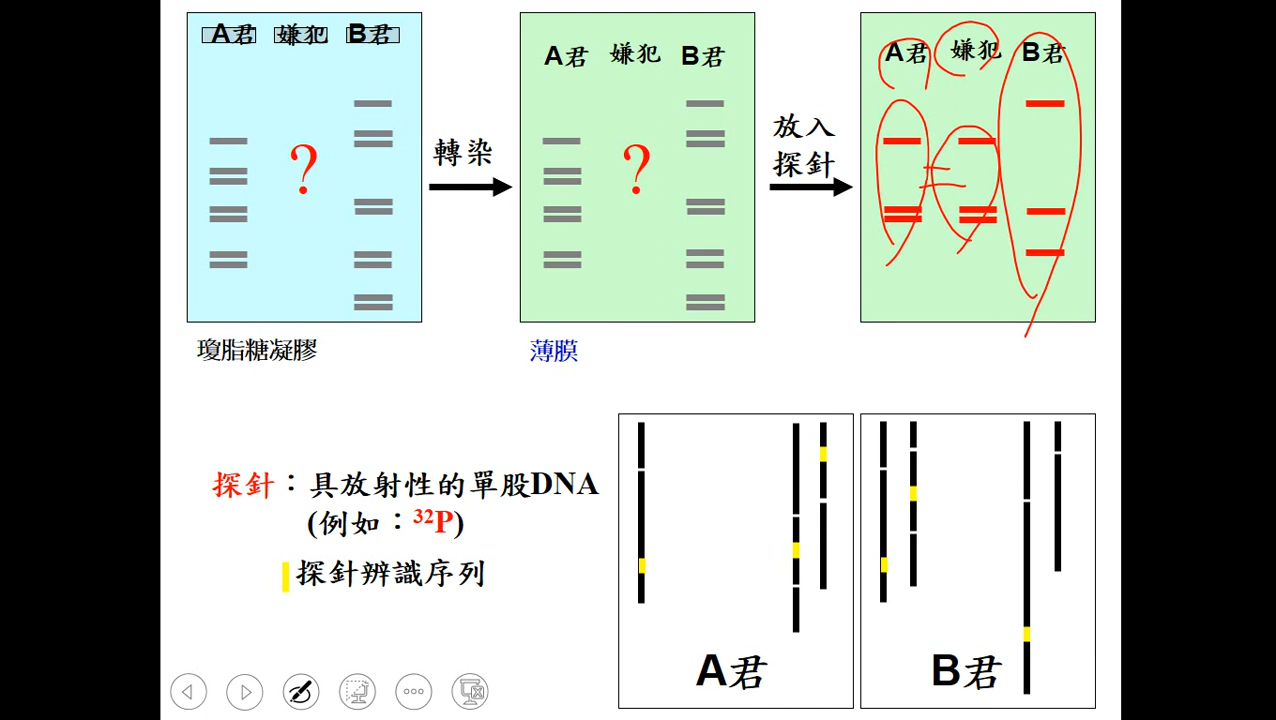 A君 嫌犯 B君
A君 嫌犯 B君
A君 嫌犯 B君
?
轉染
?
放入
探針
瓊脂糖凝膠
薄膜
探針：具放射性的單股DNA
(例如：32P)
探針辨識序列
A君
B君